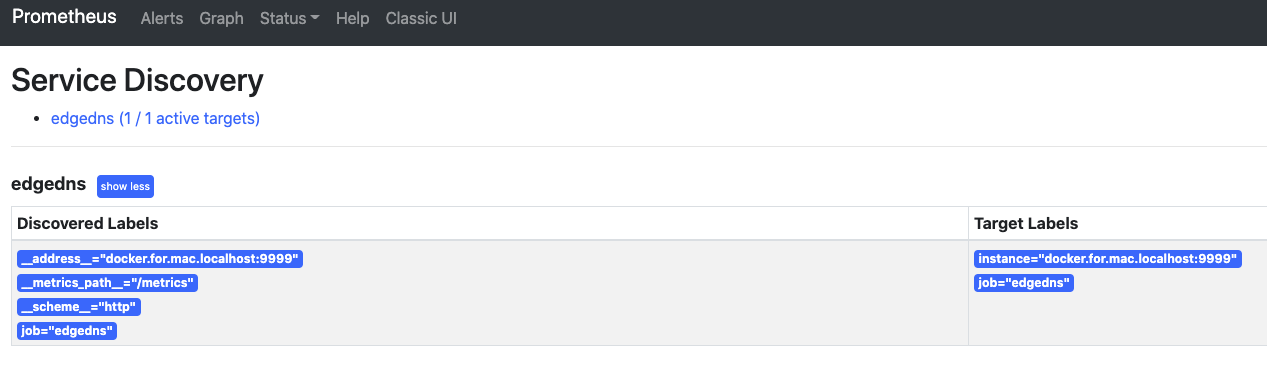 Prometheus Alerts Graph Status Help Classic UI
Service Discovery
edgedns (1 / 1 active targets)
edgedns show less
Discovered Labels Target Labels
__address__="docker.for.mac.localhost:9999" instance="docker.for.mac.localhost:9999"
__metrics_path__="/metrics" job="edgedns"
__scheme__="http"
job="edgedns"